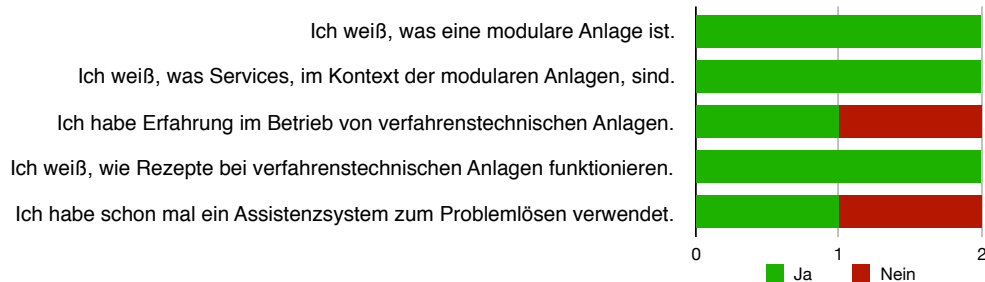 Ich weiß, was eine modulare Anlage ist.
Ich weiß, was Services, im Kontext der modularen Anlagen, sind.
Ich habe Erfahrung im Betrieb von verfahrenstechnischen Anlagen.
Ich weiß, wie Rezepte bei verfahrenstechnischen Anlagen funktionieren.
Ich habe schon mal ein Assistenzsystem zum Problemlösen verwendet.
0 1 2
Ja Nein